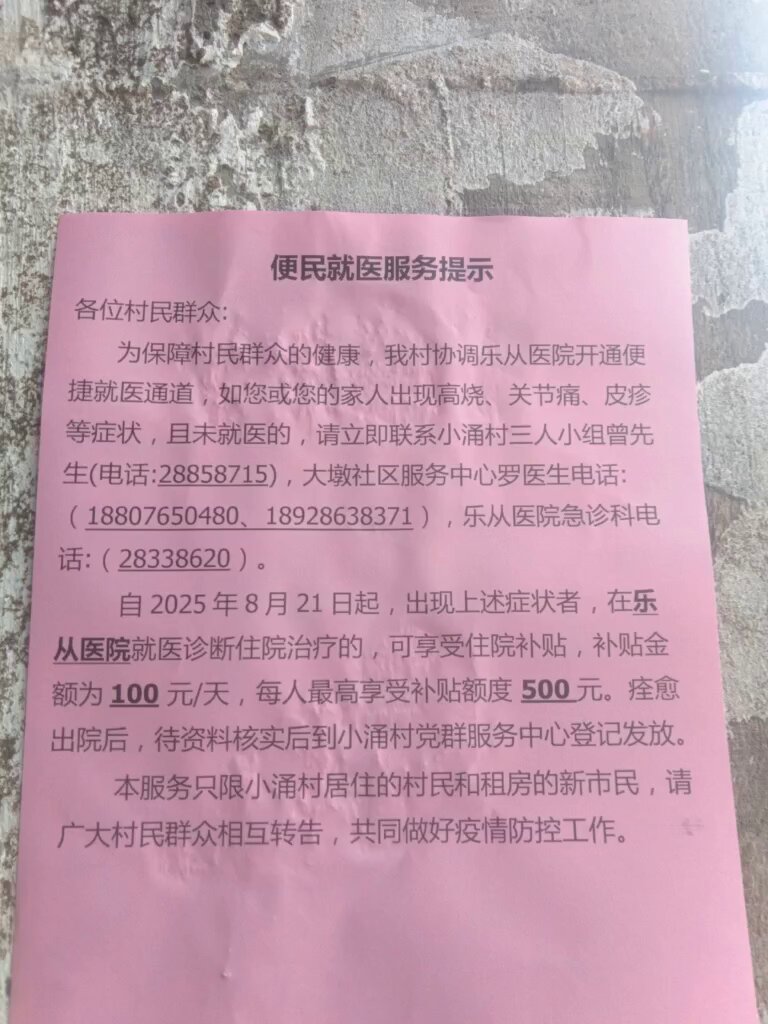 便民就医服务提示
各位村民群众:
为保障村民群众的健康，我村协调乐从医院开通便
捷就医通道，如您或您的家人出现高烧、关节痛、皮疹
等症状，且未就医的，请立即联系小涌村三人小组曾先
生(电话:28858715)，大墩社区服务中心罗医生电话:
（18807650480、18928638371），乐从医院急诊科电
话:（28338620）。
自 2025 年 8 月 21 日起，出现上述症状者，在乐
从医院就医诊断住院治疗的，可享受住院补贴，补贴金
额为 100 元/天，每人最高享受补贴额度 500 元。痊愈
出院后，待资料核实后到小涌村党群服务中心登记发放。
本服务只限小涌村居住的村民和租房的新市民，请
广大村民群众相互转告，共同做好疫情防控工作。